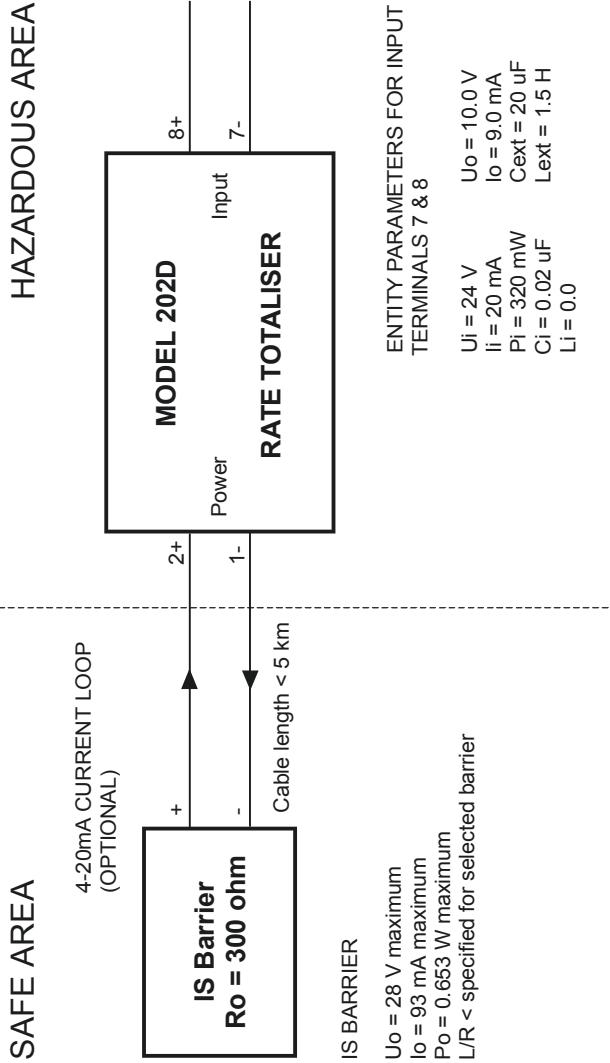 SAFE AREA
HAZARDOUS AREA
4-20mA CURRENT LOOP
(OPTIONAL)
IS Barrier
Ro = 300 ohm
+
-
Cable length < 5 km
2+
1-
Power
MODEL 202D
RATE TOTALISER
Input
8+
7-
IS BARRIER
Uo = 28 V maximum
Io = 93 mA maximum
Po = 0.653 W maximum
L/R < specified for selected barrier
ENTITY PARAMETERS FOR INPUT
TERMINALS 7 & 8
Ui = 24 V
Ii = 20 mA
Pi = 320 mW
Ci = 0.02 uF
Li = 0.0
Uo = 10.0 V
Io = 9.0 mA
Cext = 20 uF
Lext = 1.5 H